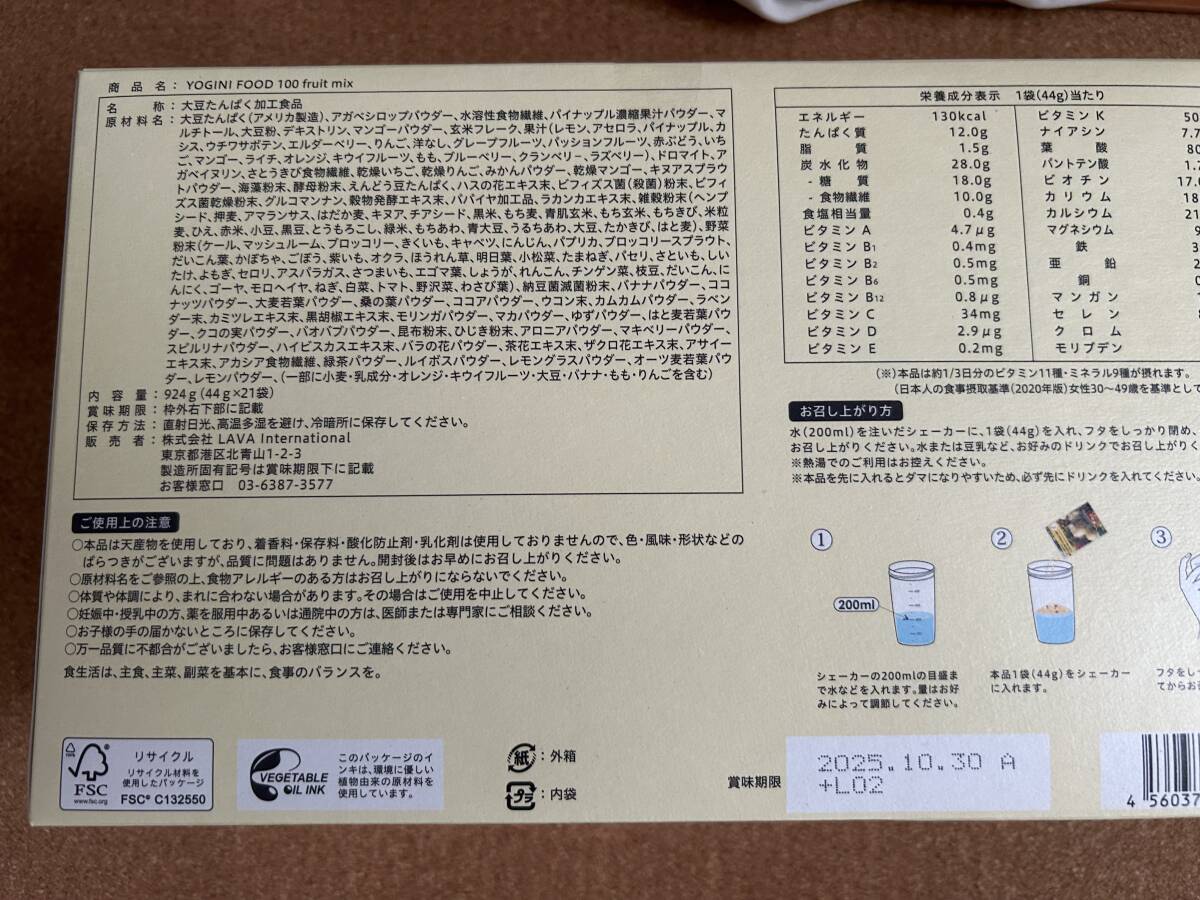 商品名: YOGINI FOOD 100 fruit mix
名称: 大豆たんぱく加工食品
原材料名: 大豆たんぱく(アメリカ製造)、アガベシロップパウダー、水溶性食物繊維、パイナップル濃縮果汁パウダー、マ
ルチトール、大豆粉、デキストリン、マンゴーパウダー、玄米フレーク、果汁(レモン、アセロラ、パイナップル、カ
シス、ウチワサボテン、エルダーベリー、りんご、洋なし、グレープフルーツ、パッションフルーツ、赤ぶどう、いち
ご、マンゴー、ライチ、オレンジ、キウイフルーツ、もも、ブルーベリー、クランベリー、ラズベリー)、ドロマイト、ア
ガベイヌリン、さとうきび食物繊維、乾燥いちご、乾燥りんご、みかんパウダー、乾燥マンゴー、キヌアスプラウ
トパウダー、海藻粉末、酵母粉末、えんどう豆たんぱく、ハスの花エキス末、ビフィズス菌(殺菌)粉末、ビフィ
ズス菌乾燥粉末、グルコマンナン、穀物発酵エキス末、パパイヤ加工品、ラカンカエキス末、雑穀粉末(ヘンプ
シード、押麦、アマランサス、はだか麦、キヌア、チアシード、黒米、もち麦、青肌玄米、もち玄米、もちきび、米粒
麦、ひえ、赤米、小豆、黒豆、とうもろこし、緑米、もちあわ、青大豆、うるちあわ、大豆、たかきび、はと麦)、野菜
粉末(ケール、マッシュルーム、ブロッコリー、きくいも、キャベツ、にんじん、パプリカ、ブロッコリースプラウト、
だいこん葉、かぼちゃ、ごぼう、紫いも、オクラ、ほうれん草、明日葉、小松菜、たまねぎ、パセリ、さといも、しい
たけ、よもぎ、セロリ、アスパラガス、さつまいも、エゴマ葉、しょうが、れんこん、チンゲン菜、枝豆、だいこん、に
んにく、ゴーヤ、モロヘイヤ、ねぎ、白菜、トマト、野沢菜、わさび葉)、納豆菌滅菌粉末、バナナパウダー、ココ
ナッツパウダー、大麦若葉パウダー、桑の葉パウダー、ココアパウダー、ウコン末、カムカムパウダー、ラベン
ダー末、カミツレエキス末、黒胡椒エキス末、モリンガパウダー、マカパウダー、ゆずパウダー、はと麦若葉パウ
ダー、クコの実パウダー、バオバブパウダー、昆布粉末、ひじき粉末、アロニアパウダー、マキベリーパウダー、
スピルリナパウダー、ハイビスカスエキス末、バラの花パウダー、茶花エキス末、ザクロ花エキス末、アサイー
エキス末、アカシア食物繊維、緑茶パウダー、ルイボスパウダー、レモングラスパウダー、オーツ麦若葉パウ
ダー、レモンパウダー、(一部に小麦・乳成分・オレンジ・キウイフルーツ・大豆・バナナ・もも・りんごを含む)
内容量: 924g(44g×21袋)
賞味期限: 枠外右下部に記載
保存方法: 直射日光、高温多湿を避け、冷暗所に保存してください。
販売者: 株式会社 LAVA International
東京都港区北青山1-2-3
製造所固有記号は賞味期限下に記載
お客様窓口 03-6387-3577
ご使用上の注意
○本品は天産物を使用しており、着香料・保存料・酸化防止剤・乳化剤は使用しておりませんので、色・風味・形状などの
ばらつきがございますが、品質に問題はありません。開封後はお早めにお召し上がりください。
○原材料名をご参照の上、食物アレルギーのある方はお召し上がりにならないでください。
○体質や体調により、まれに合わない場合があります。その場合はご使用を中止してください。
○妊娠中・授乳中の方、薬を服用中あるいは通院中の方は、医師または専門家にご相談ください。
○お子様の手の届かないところに保存してください。
○万一品質に不都合がございましたら、お客様窓口にご連絡ください。
食生活は、主食、主菜、副菜を基本に、食事のバランスを。
FSC
www.fsc.org
リサイクル
リサイクル材料を
使用したパッケージ
FSC® C132550
VEGETABLE
OIL INK
このパッケージのイ
ンキは、環境に優しい
植物由来の原材料を
使用しています。
紙:外箱
プラ:内袋
栄養成分表示 1袋(44g)当たり
エネルギー 130kcal
たんぱく質 12.0g
脂質 1.5g
炭水化物 28.0g
-糖質 18.0g
-食物繊維 10.0g
食塩相当量 0.4g
ビタミン A 4.7μg
ビタミン B1 0.4mg
ビタミン B2 0.5mg
ビタミン B6 0.5mg
ビタミン B12 0.8μg
ビタミン C 34mg
ビタミン D 2.9μg
ビタミン E 0.2mg
ビタミン K 50
ナイアシン 7.7
葉酸 80
パントテン酸 1.
ビオチン 17.
カリウム 18
カルシウム 21
マグネシウム 9
鉄 3
亜鉛 2
銅 0
マンガン
セレン
クロム
モリブデン
(※)本品は約1/3日分のビタミン11種・ミネラル9種が摂れます。
(日本人の食事摂取基準(2020年版)女性30〜49歳を基準として
お召し上がり方
水(200ml)を注いだシェーカーに、1袋(44g)を入れ、フタをしっかり閉め、
お召し上がりください。水または豆乳など、お好みのドリンクでお召し上がりく
※熱湯でのご利用はお控えください。
※本品を先に入れるとダマになりやすいため、必ず先にドリンクを入れてください。
①
②
③
200ml
シェーカーの200mlの目盛ま
で水などを入れます。量はお好
みによって調節してください。
本品1袋(44g)をシェーカー
に入れます。
フタをし
てからお
賞味期限
2025.10.30 A
+L02
4 56037